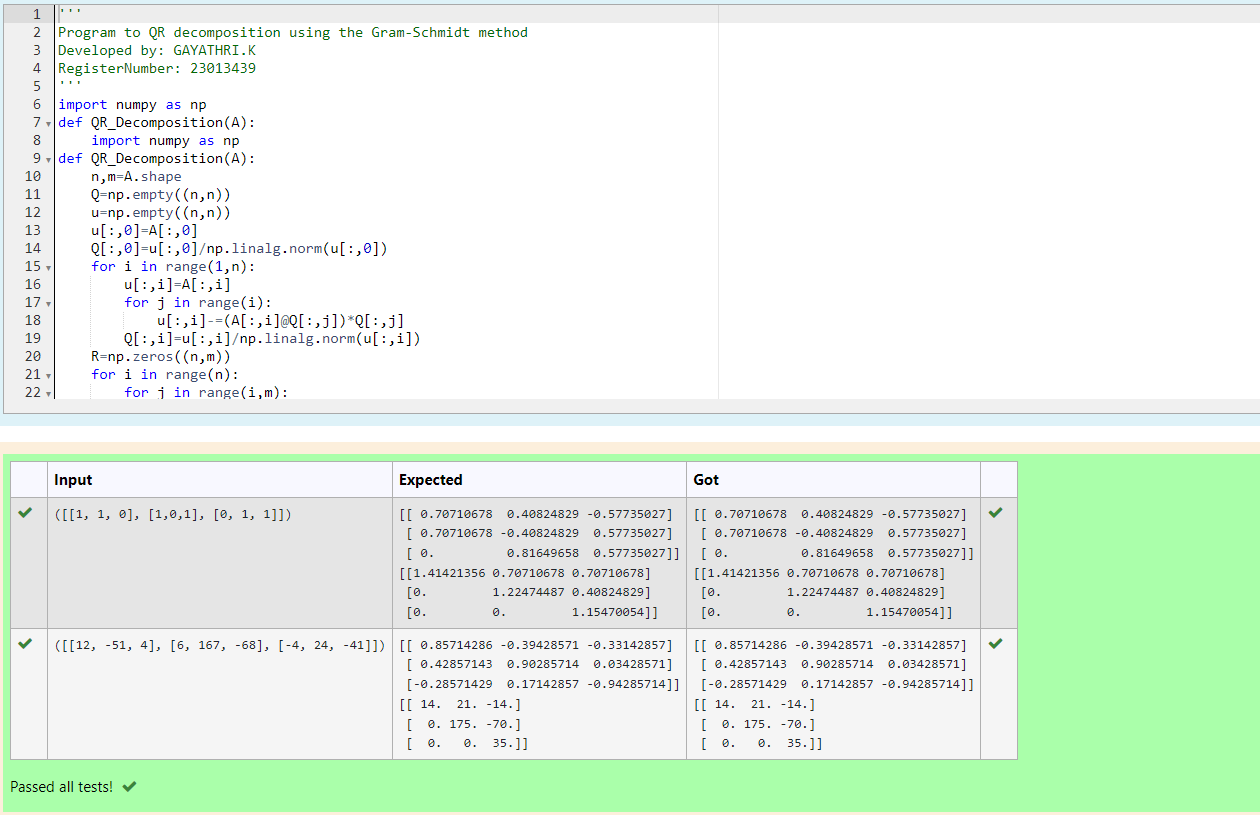 1 '''
2 Program to QR decomposition using the Gram-Schmidt method
3 Developed by: GAYATHRI.K
4 RegisterNumber: 23013439
5 '''
6 import numpy as np
7 def QR_Decomposition(A):
8     import numpy as np
9 def QR_Decomposition(A):
10     n,m=A.shape
11     Q=np.empty((n,n))
12     u=np.empty((n,n))
13     u[:,0]=A[:,0]
14     Q[:,0]=u[:,0]/np.linalg.norm(u[:,0])
15     for i in range(1,n):
16         u[:,i]=A[:,i]
17         for j in range(i):
18             u[:,i]-=(A[:,i]@Q[:,j])*Q[:,j]
19         Q[:,i]=u[:,i]/np.linalg.norm(u[:,i])
20     R=np.zeros((n,m))
21     for i in range(n):
22         for j in range(i,m):
Input Expected Got
([[1, 1, 0], [1,0,1], [0, 1, 1]]) [[ 0.70710678  0.40824829 -0.57735027] [[ 0.70710678  0.40824829 -0.57735027]
[ 0.70710678 -0.40824829  0.57735027] [ 0.70710678 -0.40824829  0.57735027]
[ 0.          0.81649658  0.57735027]] [ 0.          0.81649658  0.57735027]]
[[1.41421356 0.70710678 0.70710678] [[1.41421356 0.70710678 0.70710678]
[0.         1.22474487 0.40824829] [0.         1.22474487 0.40824829]
[0.         0.         1.15470054]] [0.         0.         1.15470054]]
([[12, -51, 4], [6, 167, -68], [-4, 24, -41]]) [[ 0.85714286 -0.39428571 -0.33142857] [[ 0.85714286 -0.39428571 -0.33142857]
[ 0.42857143  0.90285714  0.03428571] [ 0.42857143  0.90285714  0.03428571]
[-0.28571429  0.17142857 -0.94285714]] [-0.28571429  0.17142857 -0.94285714]]
[[ 14.  21. -14.] [[ 14.  21. -14.]
[  0. 175. -70.] [  0. 175. -70.]
[  0.   0.  35.]] [  0.   0.  35.]]
Passed all tests!